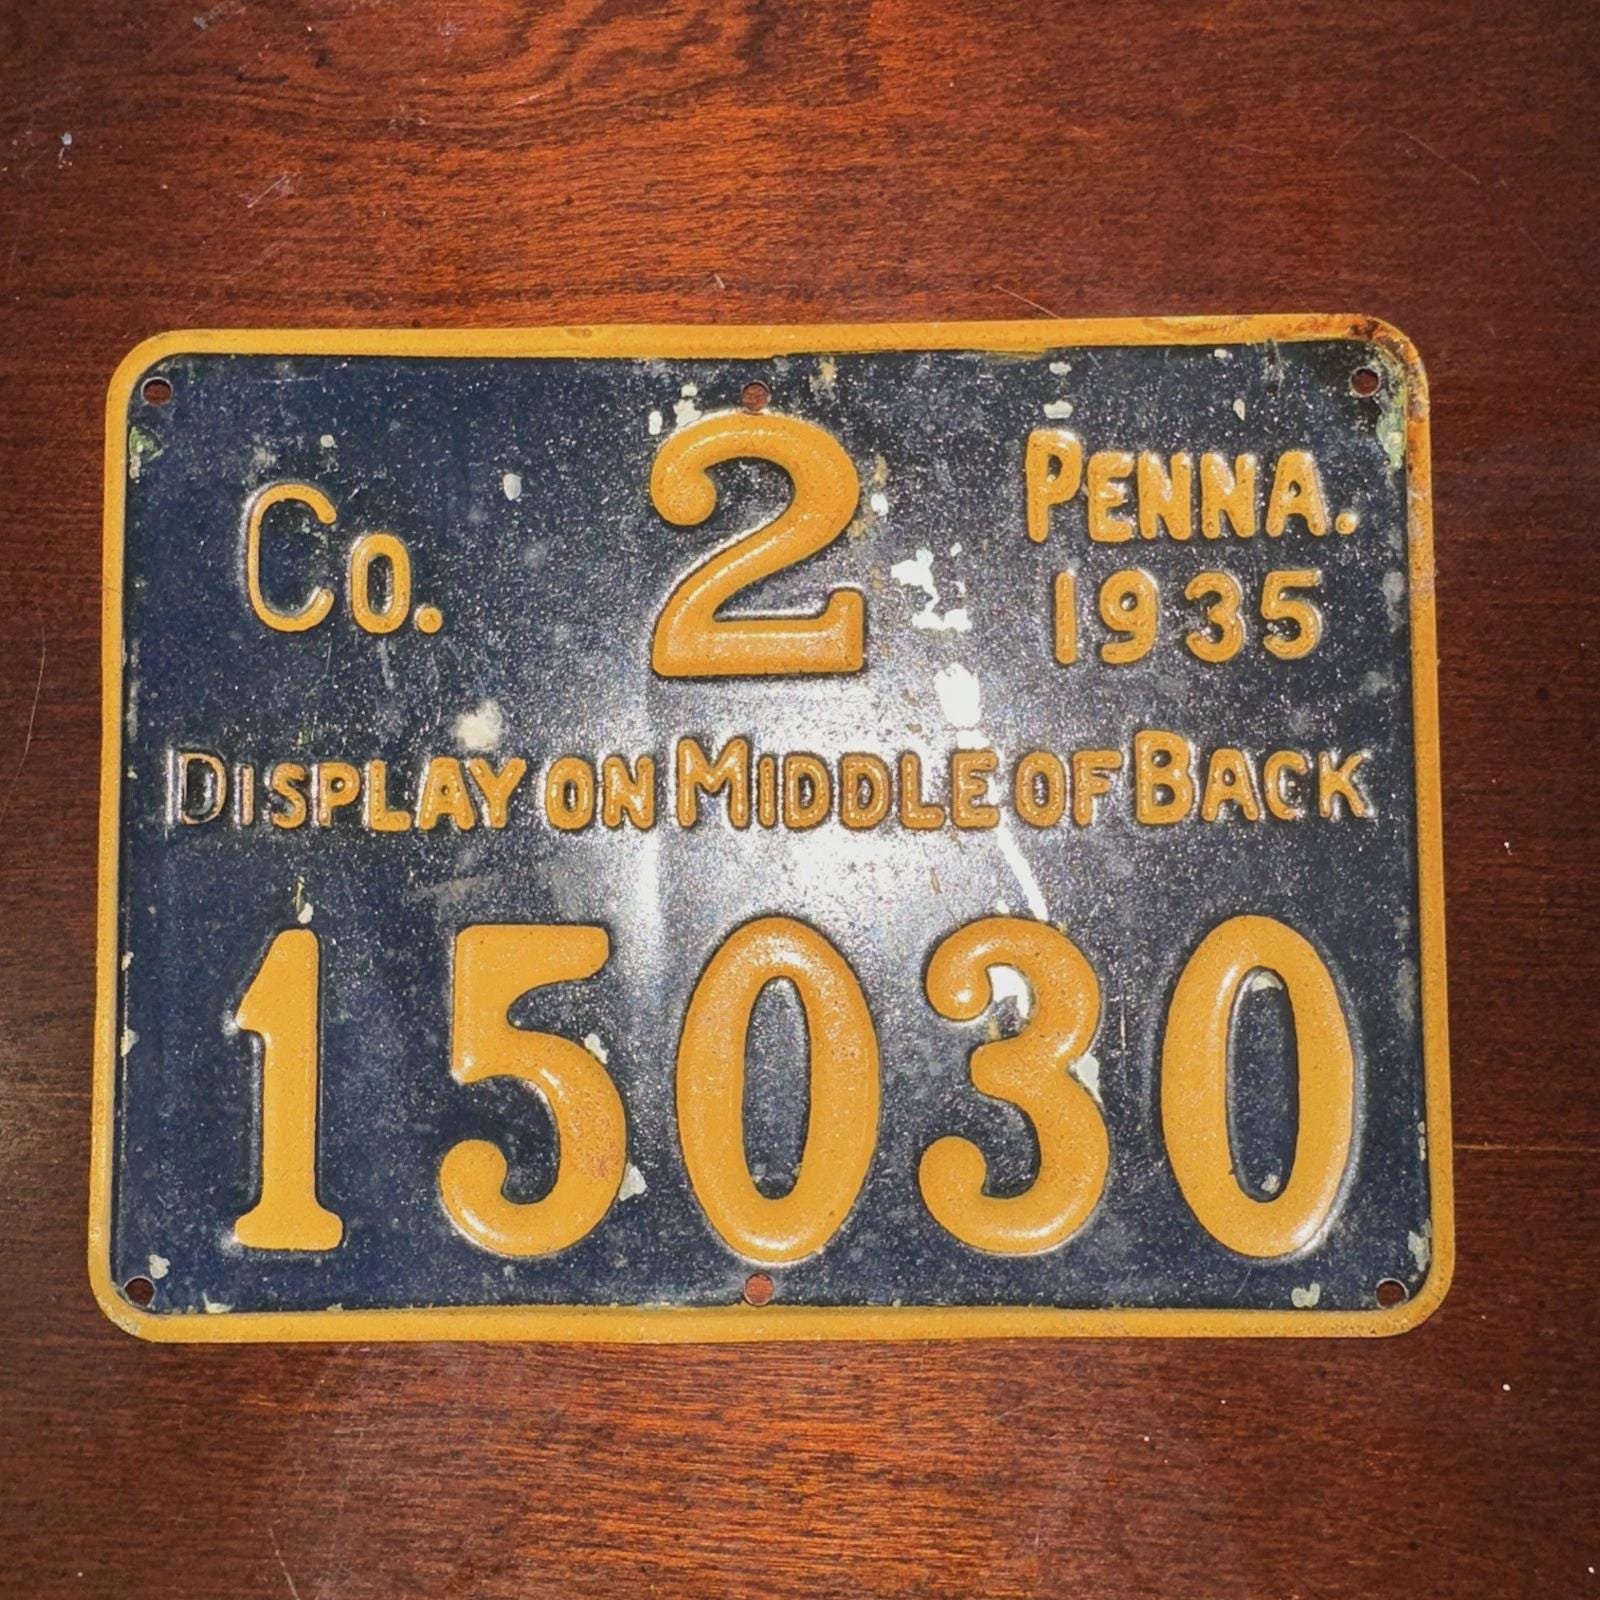 Co. 2 PENNA.
1935
DISPLAY ON MIDDLE OF BACK
15030